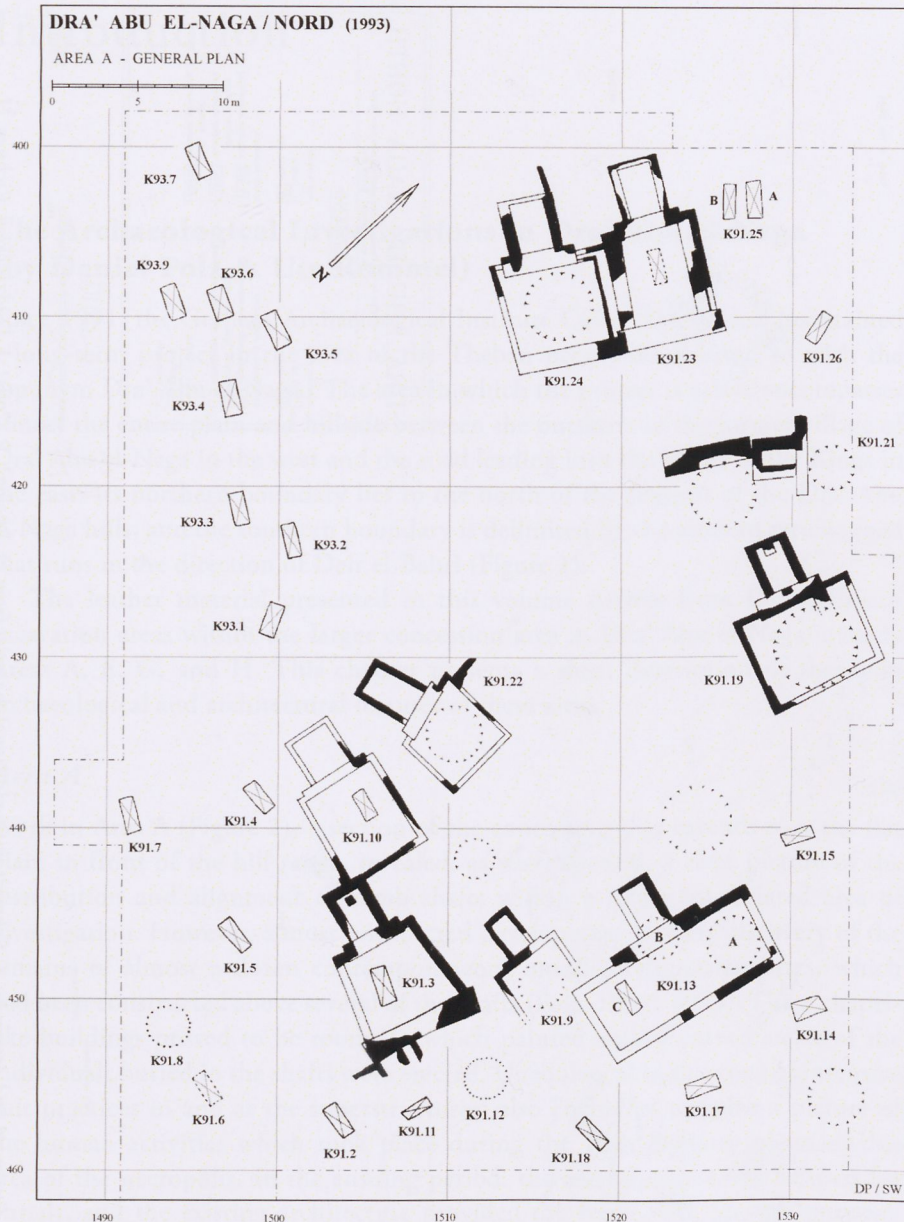 DRA' ABU EL-NAGA / NORD (1993)
AREA A - GENERAL PLAN
0 5 10 m
400
K93.7
N
B A
K91.25
K93.9 K93.6
410
K93.5
K91.24
K91.23
K91.26
K93.4
K91.21
420
K93.3
K93.2
K93.1
430
K91.22
K91.19
K91.4
K91.7
440
K91.10
K91.15
B A
K91.5
K91.3
K91.13
450
K91.9
C
K91.14
K91.8
K91.6
K91.12
K91.17
K91.2
K91.11
K91.18
460
DP / SW
1490 1500 1510 1520 1530